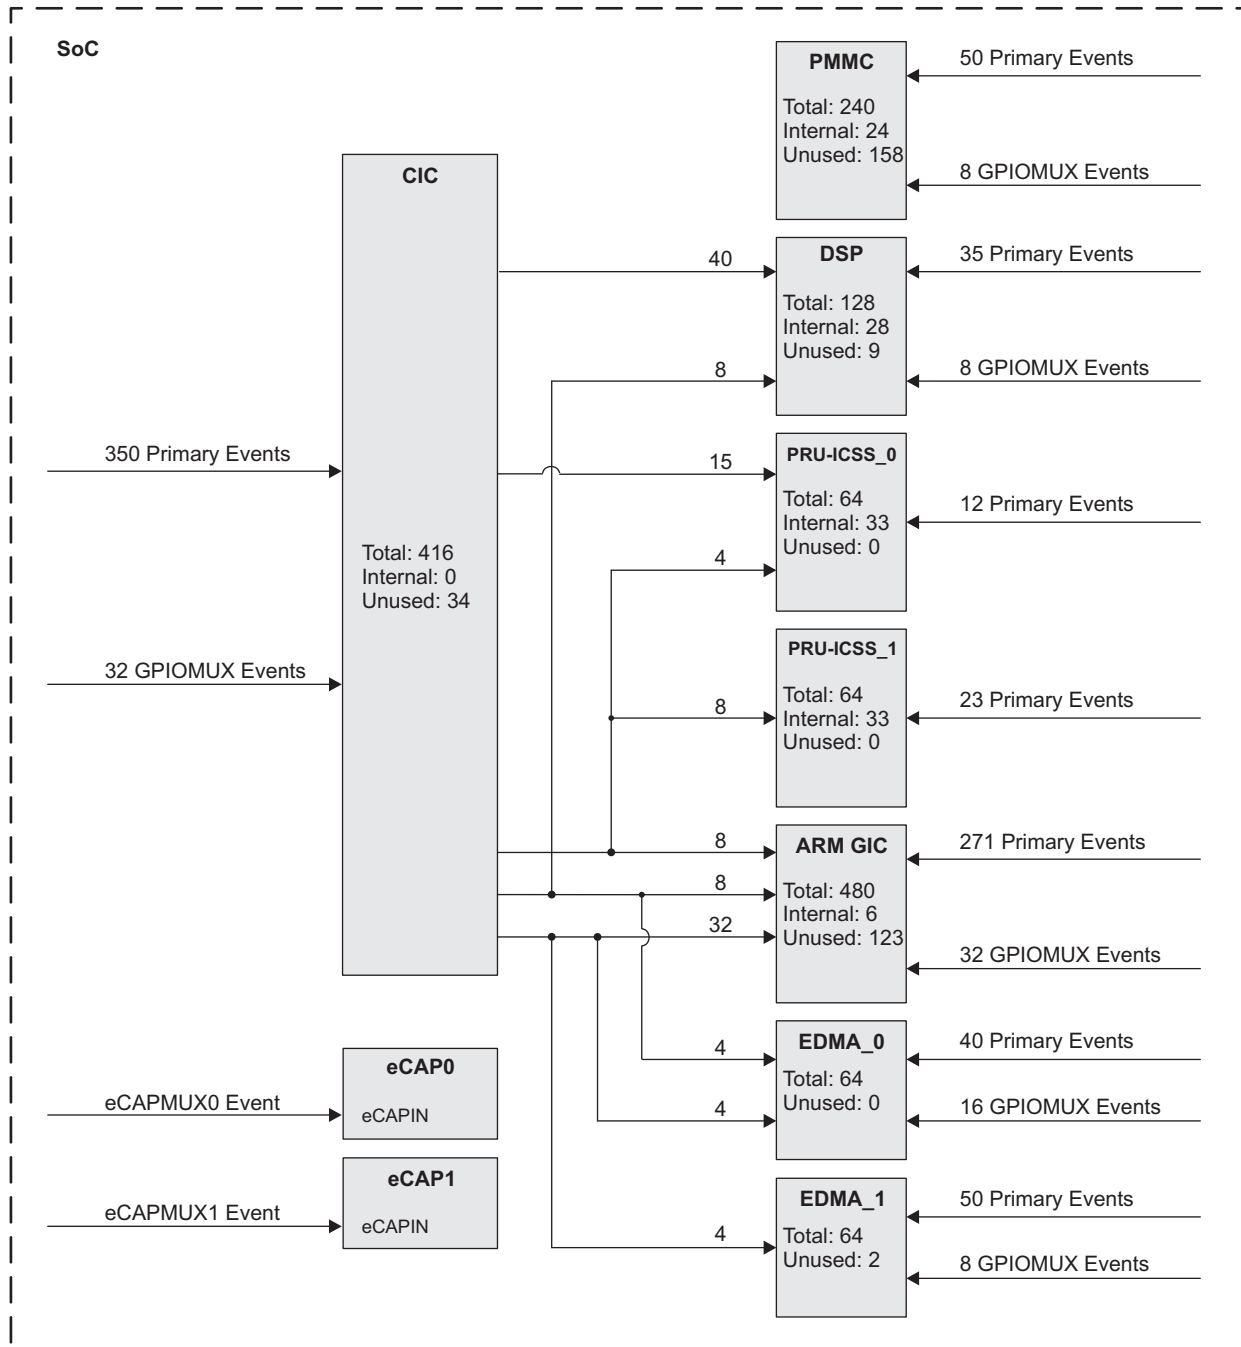 SoC
PMMC
Total: 240
Internal: 24
Unused: 158
50 Primary Events
8 GPIOMUX Events
CIC
Total: 416
Internal: 0
Unused: 34
350 Primary Events
32 GPIOMUX Events
40
8
DSP
Total: 128
Internal: 28
Unused: 9
35 Primary Events
8 GPIOMUX Events
15
4
PRU-ICSS_0
Total: 64
Internal: 33
Unused: 0
12 Primary Events
8
PRU-ICSS_1
Total: 64
Internal: 33
Unused: 0
23 Primary Events
8
8
32
ARM GIC
Total: 480
Internal: 6
Unused: 123
271 Primary Events
32 GPIOMUX Events
4
4
EDMA_0
Total: 64
Unused: 0
40 Primary Events
16 GPIOMUX Events
eCAPMUX0 Event
eCAP0
eCAPIN
eCAPMUX1 Event
eCAP1
eCAPIN
4
EDMA_1
Total: 64
Unused: 2
50 Primary Events
8 GPIOMUX Events